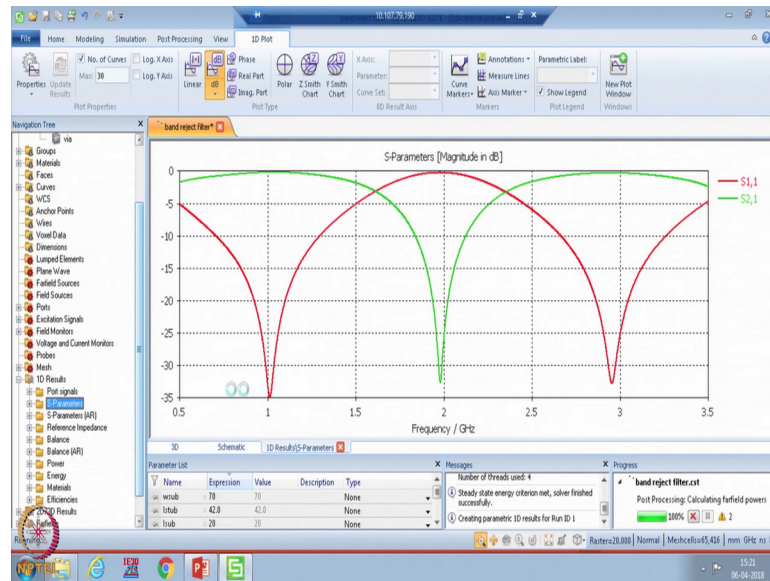 10.107.79.190
File Home Modeling Simulation Post Processing View 1D Plot
Properties
Update Results
No. of Curves
Max: 30
Log. X Axis
Log. Y Axis
Plot Properties
Linear
dB
Phase
Real Part
Imag. Part
Polar
Z Smith Chart
Y Smith Chart
Plot Type
X Axis:
Parameter:
Curve Set:
0D Result Axis
Curve Markers
Annotations
Measure Lines
Axis Marker
Markers
Parametric Label:
Show Legend
Plot Legend
New Plot Window
Windows
Navigation Tree
via
Groups
Materials
Faces
Curves
WCS
Anchor Points
Wires
Voxel Data
Dimensions
Lumped Elements
Plane Wave
Farfield Sources
Field Sources
Ports
Excitation Signals
Field Monitors
Voltage and Current Monitors
Probes
Mesh
1D Results
Port signals
S-Parameters
S-Parameters (AR)
Reference Impedance
Balance
Balance (AR)
Power
Energy
Materials
Efficiencies
2D/3D Results
band reject filter*
S-Parameters [Magnitude in dB]
S1,1
S2,1
0
-5
-10
-15
-20
-25
-30
-35
0.5 1 1.5 2 2.5 3 3.5
Frequency / GHz
3D Schematic 1D Results\S-Parameters
Parameter List
Name Expression Value Description Type
wsub = 70 70 None
lstub = 42.0 42.0 None
lsub = 20 20 None
Messages
Number of threads used: 4
Steady state energy criterion met, solver finished successfully.
Creating parametric 1D results for Run ID 1
Progress
band reject filter.cst
Post Processing: Calculating farfield powers
100% 2
Raster=20.000 Normal Meshcells=65,416 mm GHz ns
NPTEL
IE3D
15:21
06-04-2018